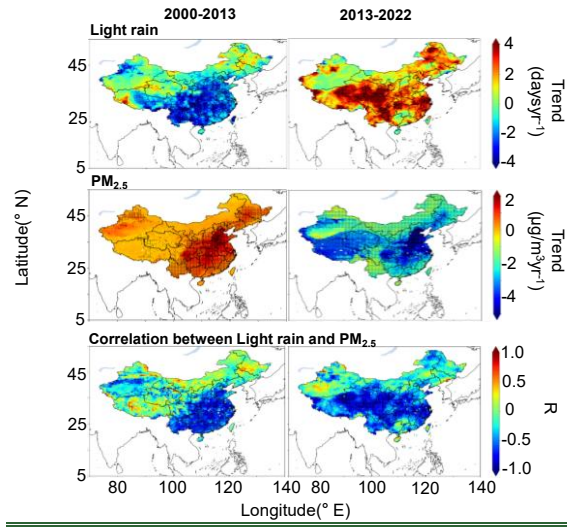 2000-2013 2013-2022
Light rain
45
25
5
4
2
0
-2
-4
Trend
(daysyr⁻¹)
PM₂.₅
45
25
5
2
0
-2
-4
Trend
(µg/m³yr⁻¹)
Latitude(° N)
Correlation between Light rain and PM₂.₅
45
25
5
1.0
0.5
0
-0.5
-1.0
R
80 100 120 140 80 100 120 140
Longitude(° E)